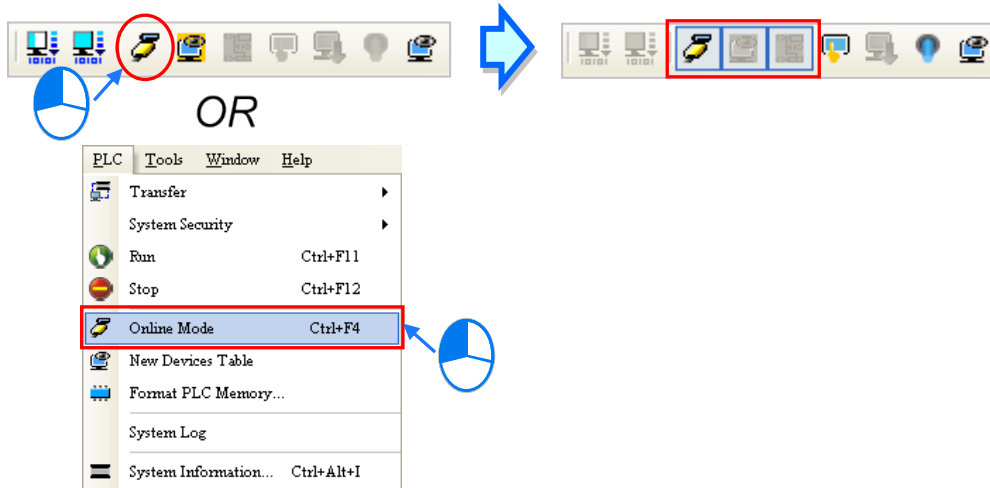 OR
PLC Tools Window Help
Transfer
System Security
Run Ctrl+F11
Stop Ctrl+F12
Online Mode Ctrl+F4
New Devices Table
Format PLC Memory...
System Log
System Information... Ctrl+Alt+I